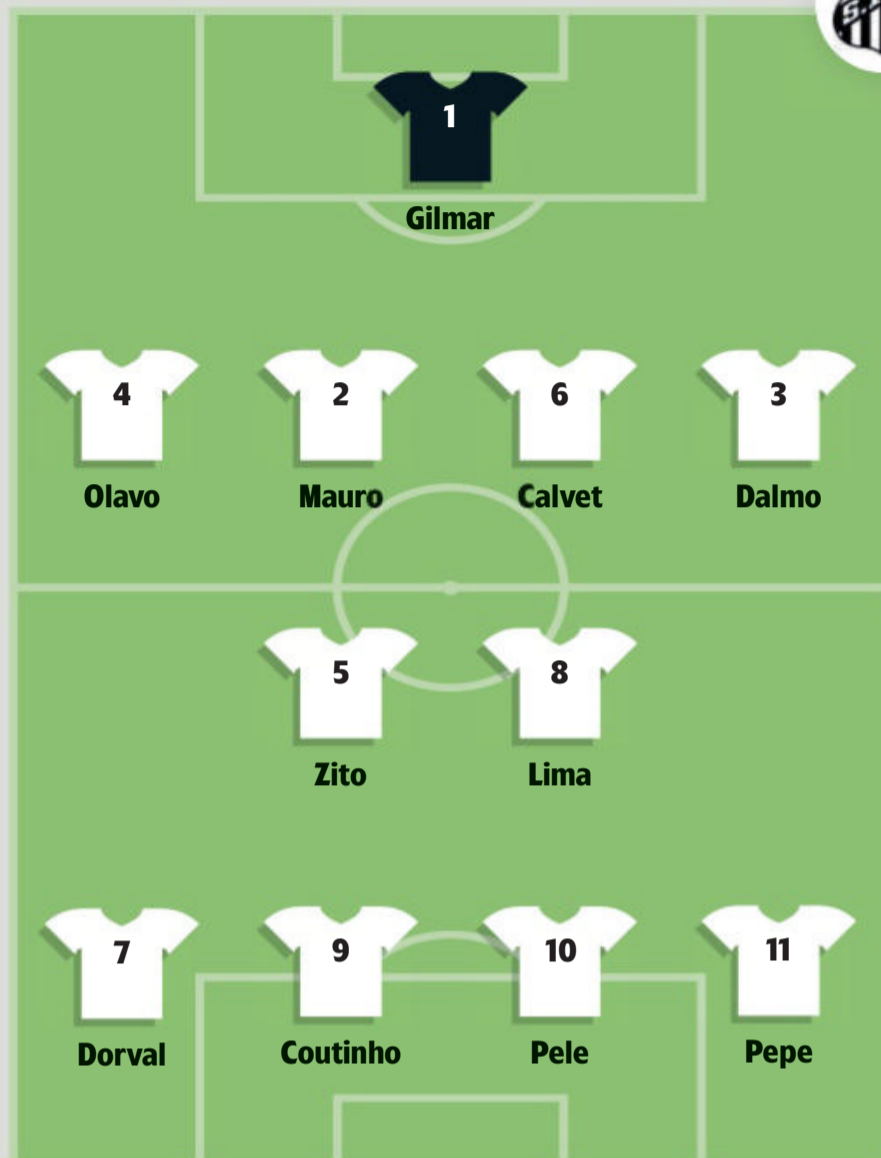 1
Gilmar
4 2 6 3
Olavo Mauro Calvet Dalmo
5 8
Zito Lima
7 9 10 11
Dorval Coutinho Pele Pepe